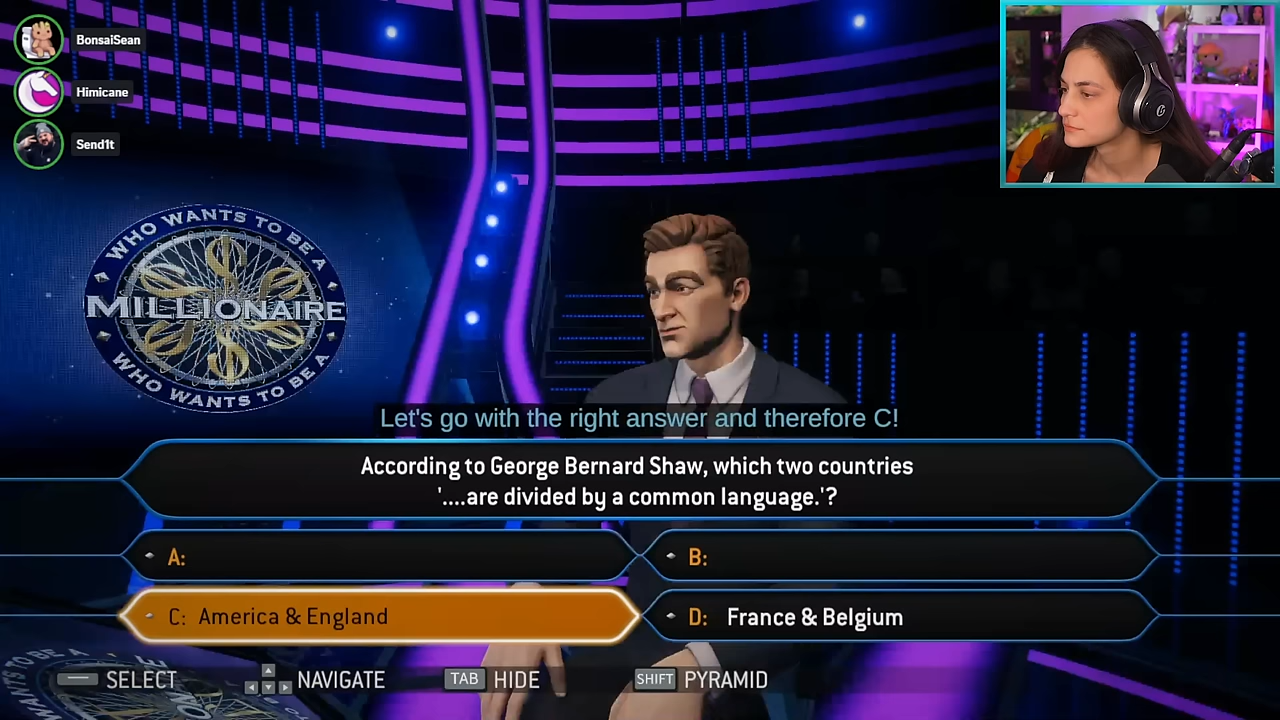 BonsaiSean
Himicane
Send1t
WHO WANTS TO BE A
MILLIONAIRE
WHO WANTS TO BE A
Let's go with the right answer and therefore C!
According to George Bernard Shaw, which two countries
'....are divided by a common language.'?
A:
B:
C: America & England
D: France & Belgium
SELECT
NAVIGATE
TAB HIDE
SHIFT PYRAMID